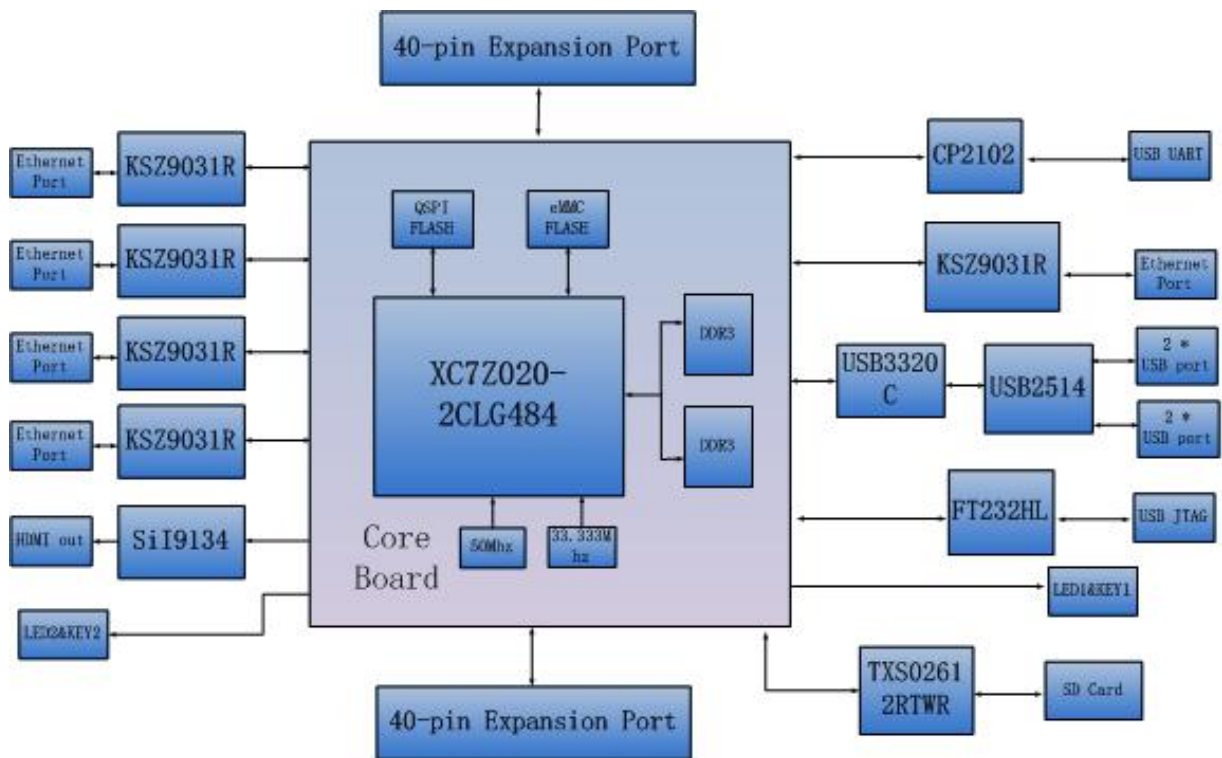 40-pin Expansion Port
Ethernet
Port
KSZ9031R
Ethernet
Port
KSZ9031R
Ethernet
Port
KSZ9031R
Ethernet
Port
KSZ9031R
HDMI out
SiI9134
LED2&KEY2
QSPI
FLASH
eMMC
FLASH
XC7Z020-
2CLG484
DDR3
DDR3
50Mhz
33.333M
hz
Core
Board
CP2102
USB UART
KSZ9031R
Ethernet
Port
USB3320
C
USB2514
2 *
USB port
2 *
USB port
FT232HL
USB JTAG
LED1&KEY1
TXS0261
2RTWR
SD Card
40-pin Expansion Port